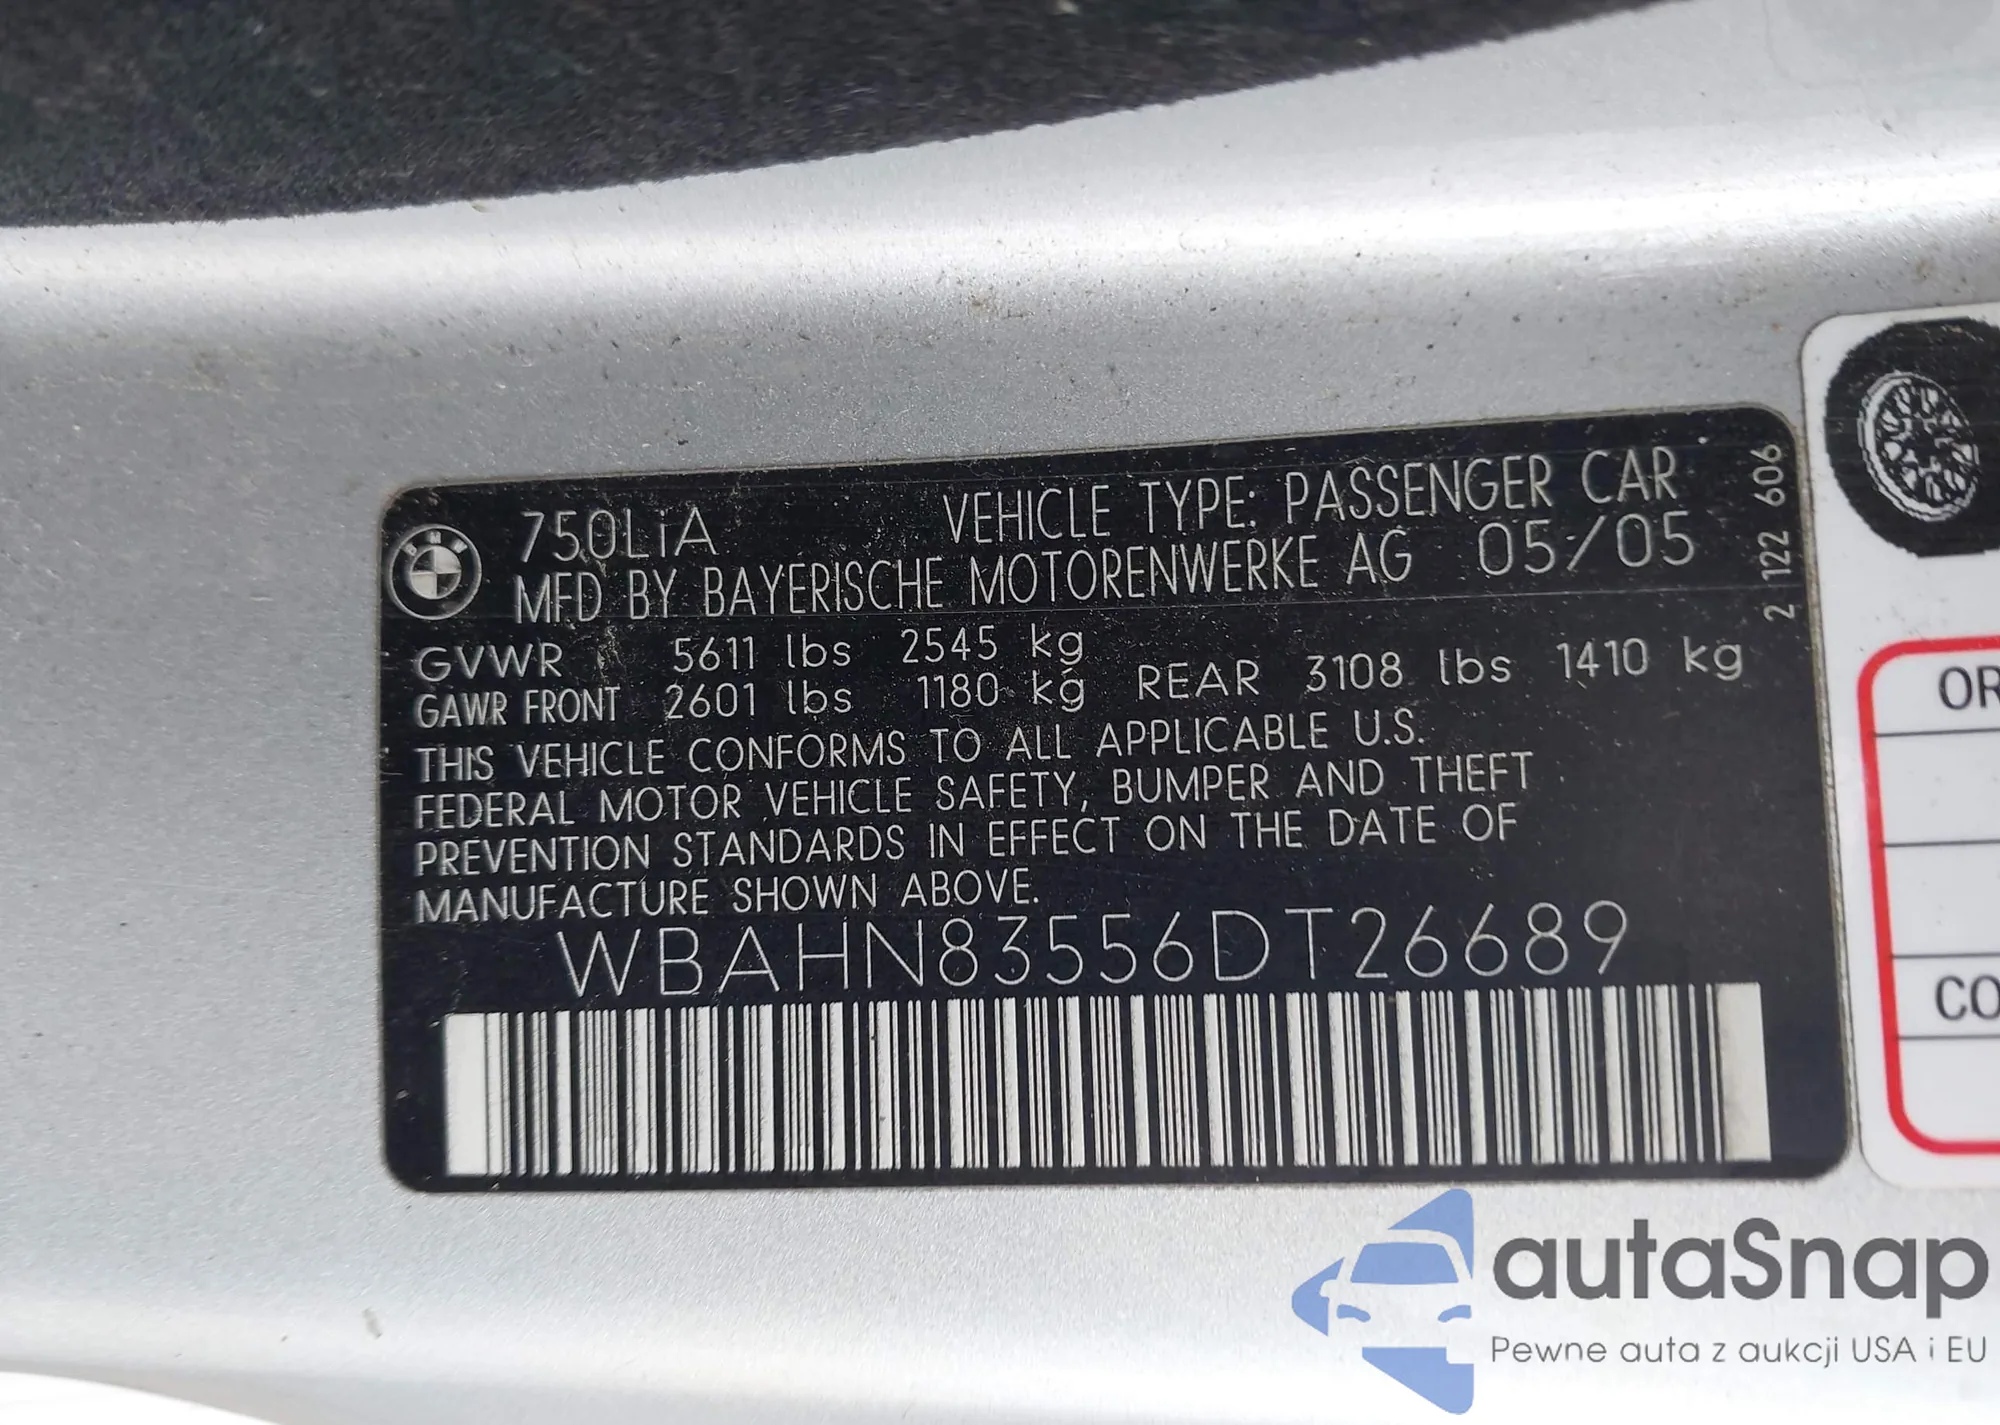 750LiA VEHICLE TYPE: PASSENGER CAR
MFD BY BAYERISCHE MOTORENWERKE AG 05/05
GVWR 5611 lbs 2545 kg
GAWR FRONT 2601 lbs 1180 kg REAR 3108 lbs 1410 kg
THIS VEHICLE CONFORMS TO ALL APPLICABLE U.S.
FEDERAL MOTOR VEHICLE SAFETY, BUMPER AND THEFT
PREVENTION STANDARDS IN EFFECT ON THE DATE OF
MANUFACTURE SHOWN ABOVE.
WBAHN83556DT26689
2 122 606
OR
CO
autaSnap
Pewne auta z aukcji USA i EU